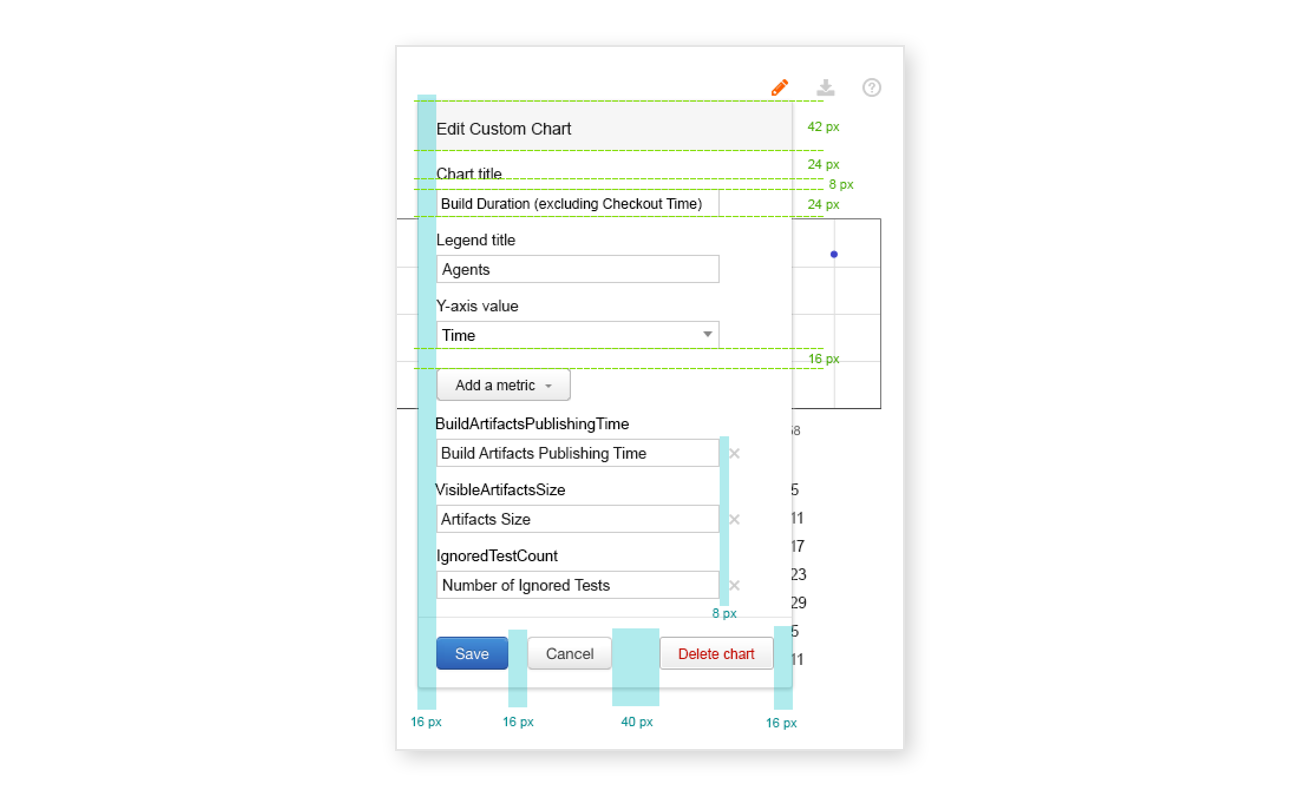 Edit Custom Chart
42 px
Chart title
24 px
8 px
Build Duration (excluding Checkout Time)
24 px
Legend title
Agents
Y-axis value
Time
16 px
Add a metric
BuildArtifactsPublishingTime
68
Build Artifacts Publishing Time
VisibleArtifactsSize
5
Artifacts Size
11
17
IgnoredTestCount
23
Number of Ignored Tests
29
8 px
5
Save
Cancel
Delete chart
11
16 px
16 px
40 px
16 px